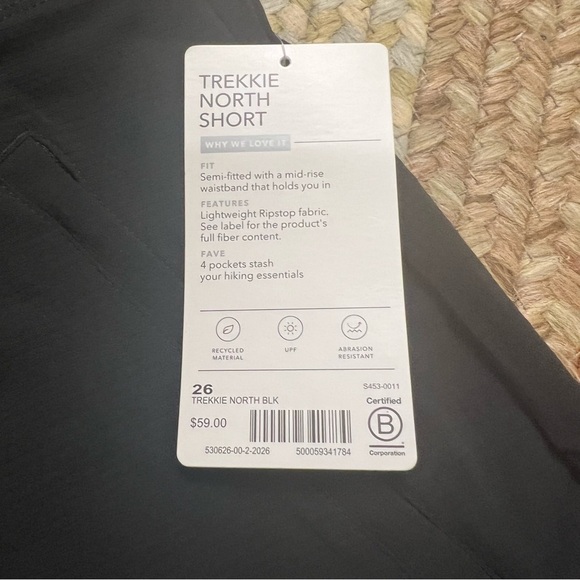 TREKKIE
NORTH
SHORT
WHY WE LOVE IT
FIT
Semi-fitted with a mid-rise
waistband that holds you in
FEATURES
Lightweight Ripstop fabric.
See label for the product's
full fiber content.
FAVE
4 pockets stash
your hiking essentials
RECYCLED
MATERIAL
UPF
ABRASION
RESISTANT
26
S453-0011
TREKKIE NORTH BLK
$59.00
530626-00-2-2026
500059341784
Certified
B
Corporation